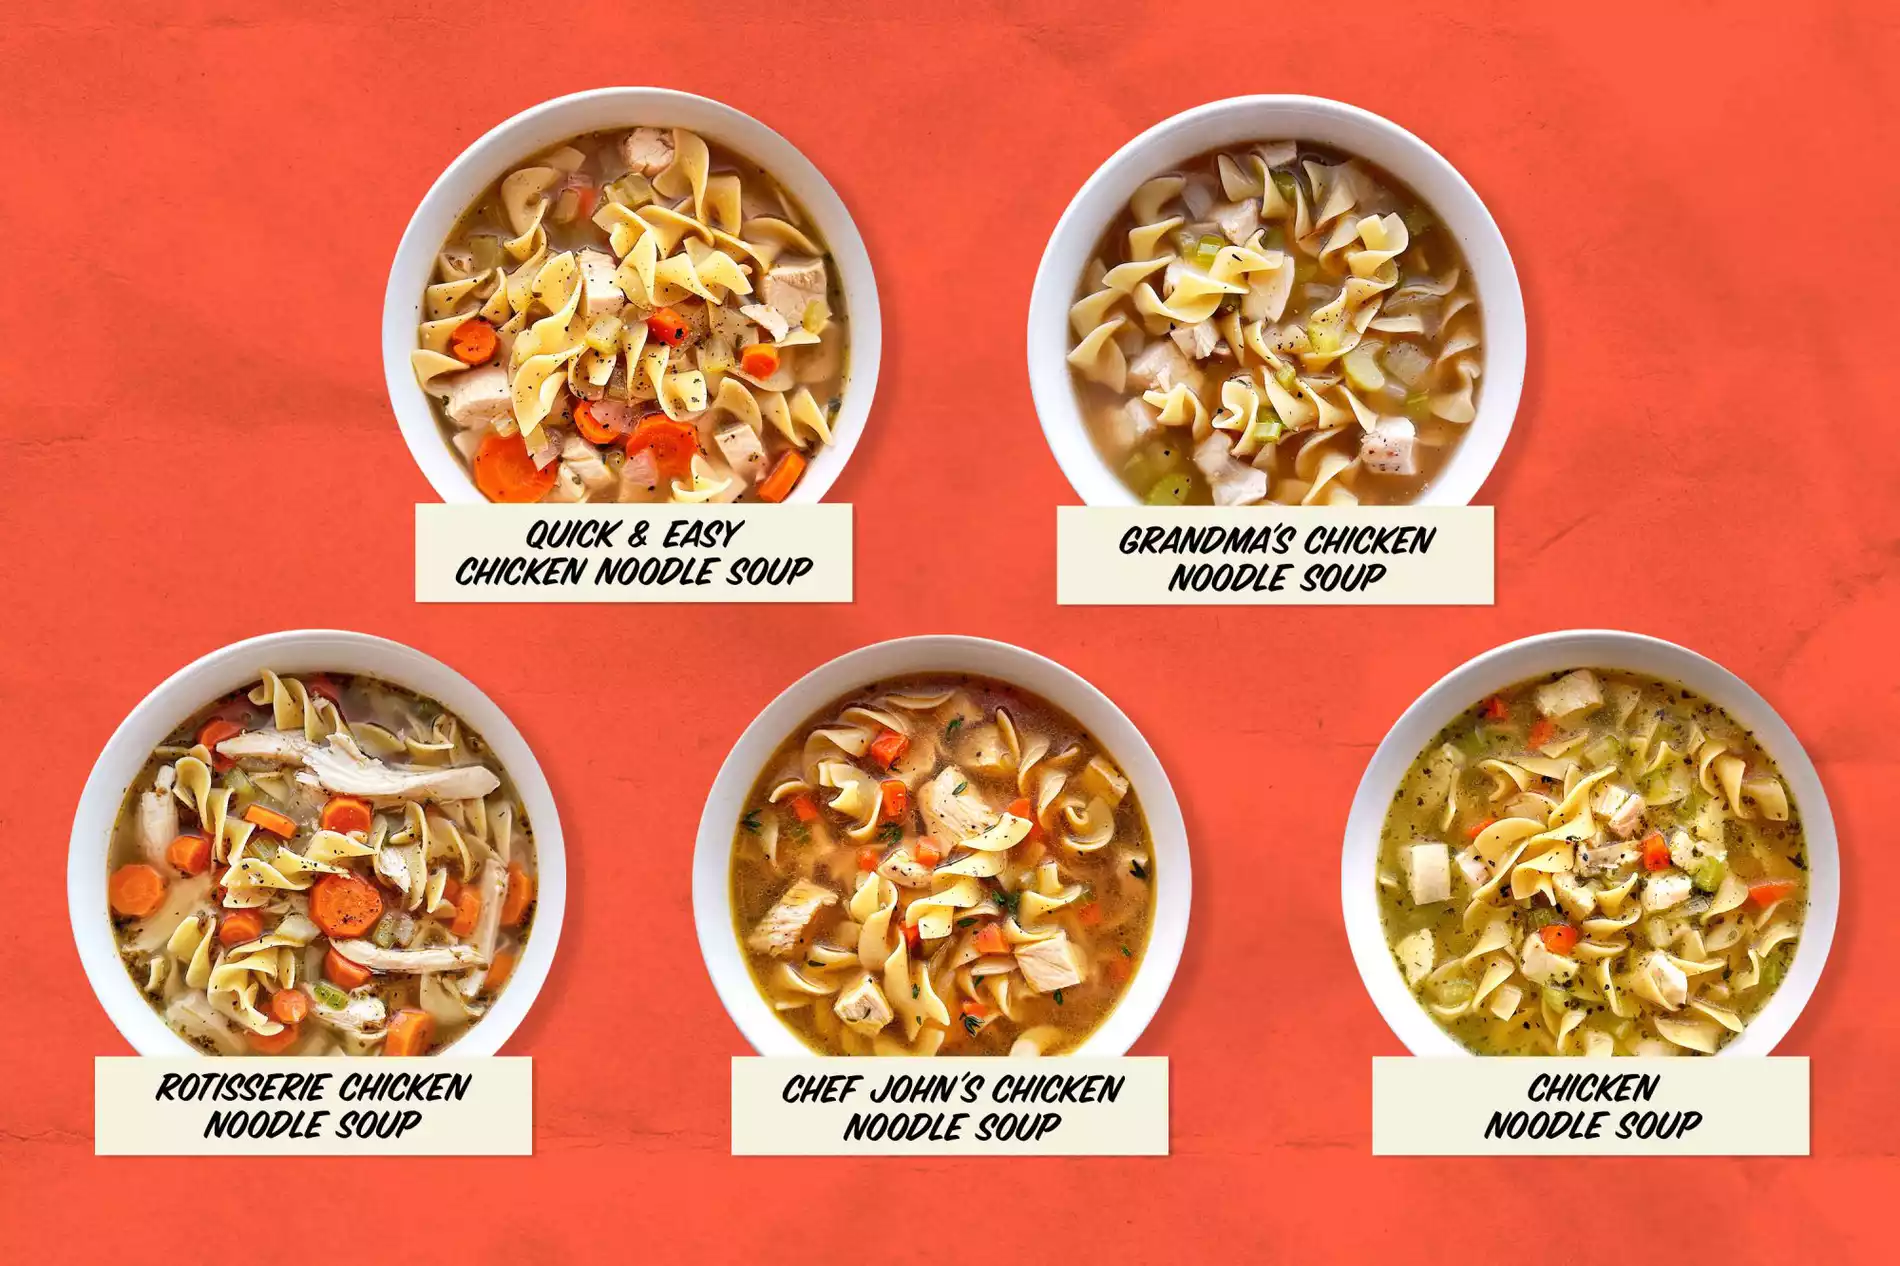 QUICK & EASY
CHICKEN NOODLE SOUP
GRANDMA'S CHICKEN
NOODLE SOUP
ROTISSERIE CHICKEN
NOODLE SOUP
CHEF JOHN'S CHICKEN
NOODLE SOUP
CHICKEN
NOODLE SOUP